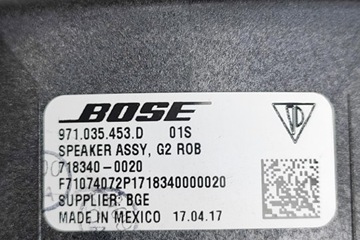 BOSE
971.035.453.D 01S
SPEAKER ASSY, G2 ROB
718340-0020
F71074072P1718340000020
SUPPLIER: BGE
MADE IN MEXICO 17.04.17